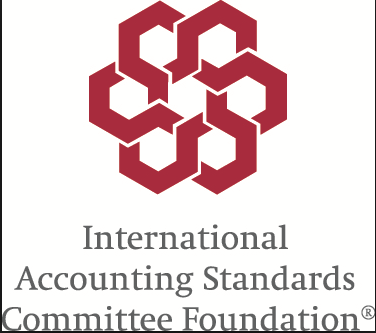 International
Accounting Standards
Committee Foundation®